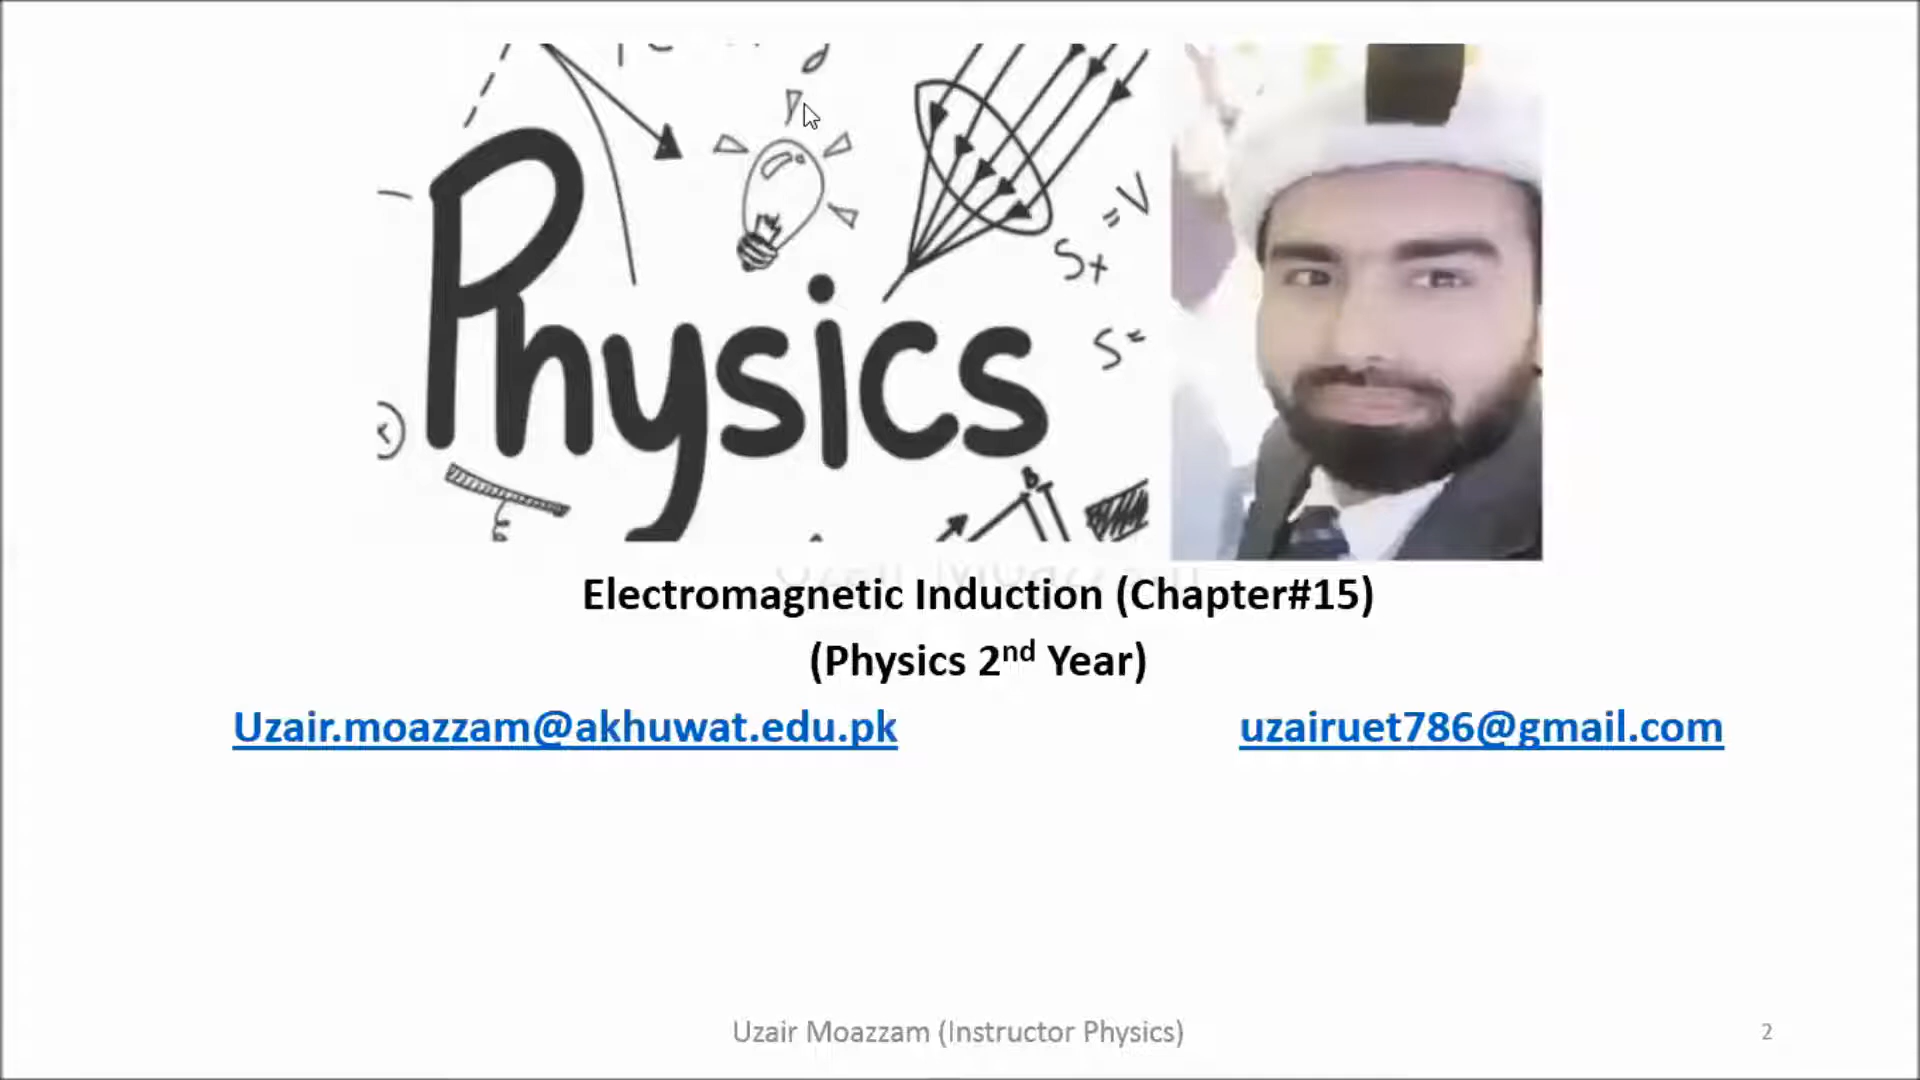 Physics
S+
=V
S=
B
Electromagnetic Induction (Chapter#15)
(Physics 2nd Year)
Uzair.moazzam@akhuwat.edu.pk
uzairuet786@gmail.com
Uzair Moazzam (Instructor Physics)
2